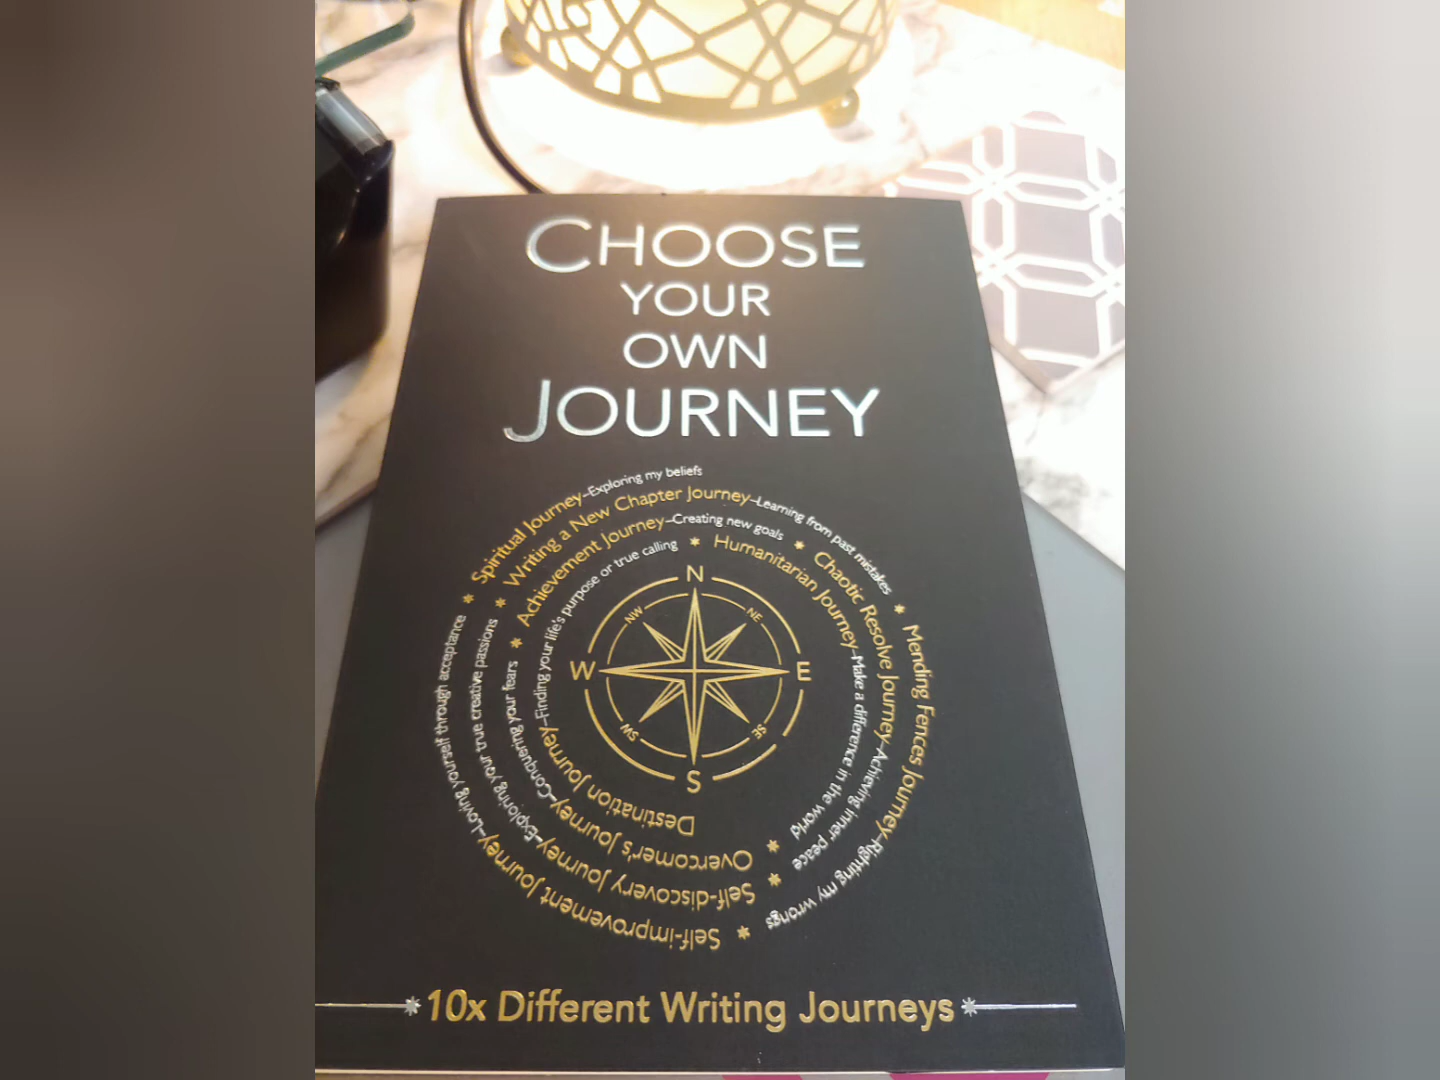 CHOOSE
YOUR
OWN
JOURNEY
Spiritual Journey–Exploring my beliefs
Writing a New Chapter Journey–Learning from past mistakes
Achievement Journey–Creating new goals
Humanitarian Journey–Make a difference in the world
Chaotic Resolve Journey–Achieving inner peace
Mending Fences Journey–Righting my wrongs
Destination Journey–Finding your life's purpose or true calling
Overcomer's Journey–Conquering your fears
Self-discovery Journey–Exploring your true creative passions
Self-improvement Journey–Loving yourself through acceptance
N
NW NE
W E
SW SE
S
10x Different Writing Journeys